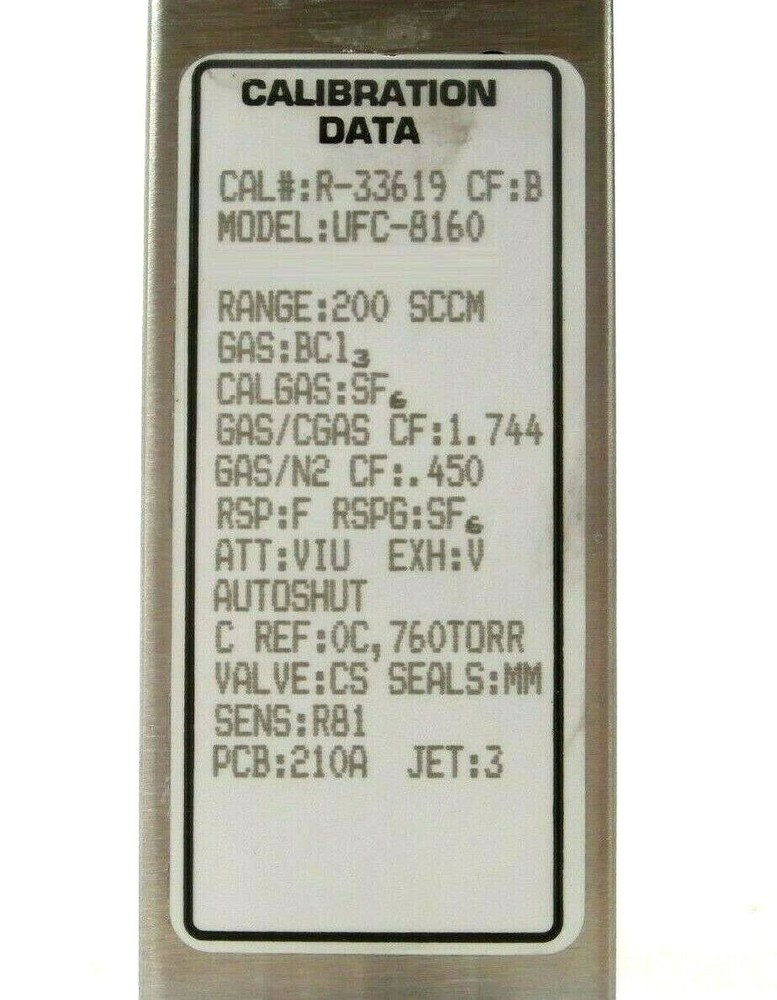 CALIBRATION
DATA
CAL#:R-33619 CF:B
MODEL:UFC-8160
RANGE:200 SCCM
GAS:BCl₃
CALGAS:SF₆
GAS/CGAS CF:1.744
GAS/N2 CF:.450
RSP:F RSPG:SF₆
ATT:VIU EXH:V
AUTOSHUT
C REF:0C,760TORR
VALVE:CS SEALS:MM
SENS:R81
PCB:210A JET:3